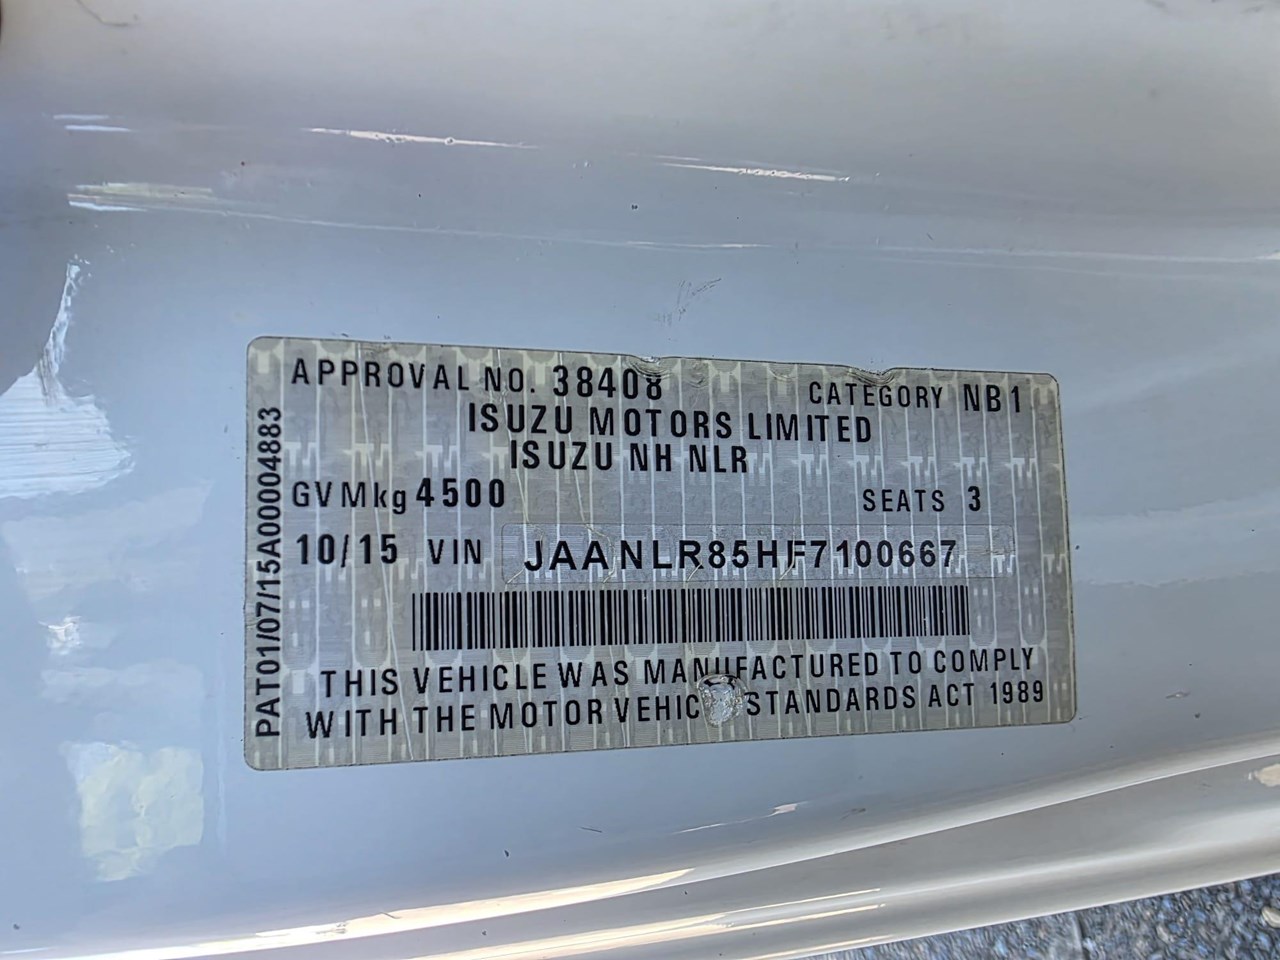 APPROVAL NO. 38408 CATEGORY NB1
ISUZU MOTORS LIMITED
ISUZU NH NLR
GVMkg 4500 SEATS 3
10/15 VIN JAANLR85HF7100667
THIS VEHICLE WAS MANUFACTURED TO COMPLY
WITH THE MOTOR VEHIC STANDARDS ACT 1989
PAT01/07/15A00004883